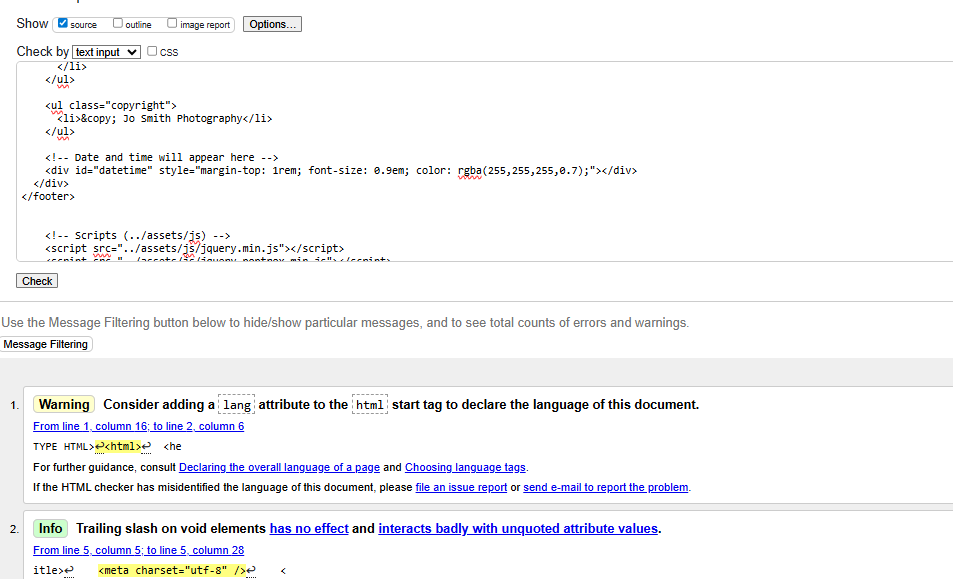 Show source outline image report Options...
Check by text input css
</li>
</ul>
<ul class="copyright">
<li>&copy; Jo Smith Photography</li>
</ul>
<!-- Date and time will appear here -->
<div id="datetime" style="margin-top: 1rem; font-size: 0.9em; color: rgba(255,255,255,0.7);"></div>
</div>
</footer>
<!-- Scripts (../assets/js) -->
<script src="../assets/js/jquery.min.js"></script>
Check
Use the Message Filtering button below to hide/show particular messages, and to see total counts of errors and warnings.
Message Filtering
1. Warning Consider adding a lang attribute to the html start tag to declare the language of this document.
From line 1, column 16; to line 2, column 6
TYPE HTML>↩<html>↩ <he
For further guidance, consult Declaring the overall language of a page and Choosing language tags.
If the HTML checker has misidentified the language of this document, please file an issue report or send e-mail to report the problem.
2. Info Trailing slash on void elements has no effect and interacts badly with unquoted attribute values.
From line 5, column 5; to line 5, column 28
itle>↩ <meta charset="utf-8" />↩ <